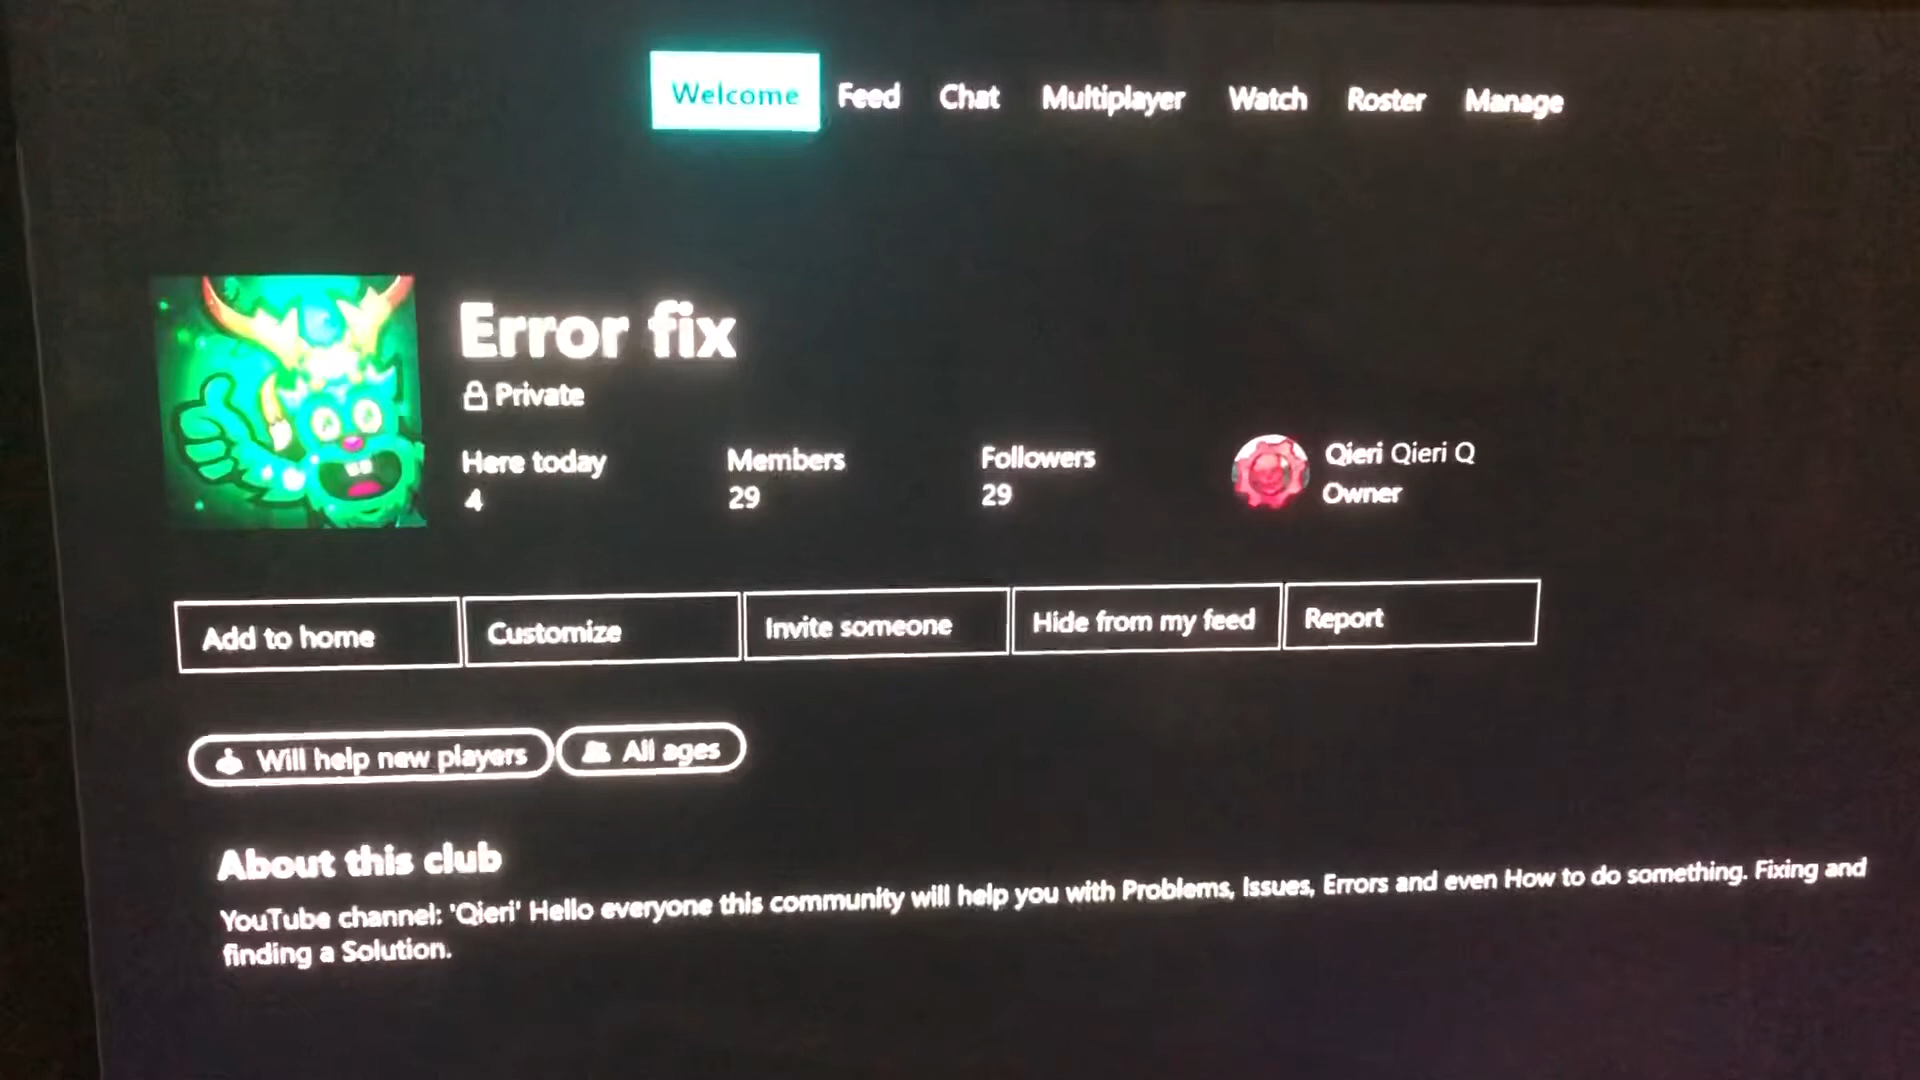 Welcome Feed Chat Multiplayer Watch Roster Manage
Error fix
Private
Here today Members Followers Qieri Qieri Q
4 29 29 Owner
Add to home Customize Invite someone Hide from my feed Report
Will help new players All ages
About this club
YouTube channel: 'Qieri' Hello everyone this community will help you with Problems, Issues, Errors and even How to do something. Fixing and
finding a Solution.